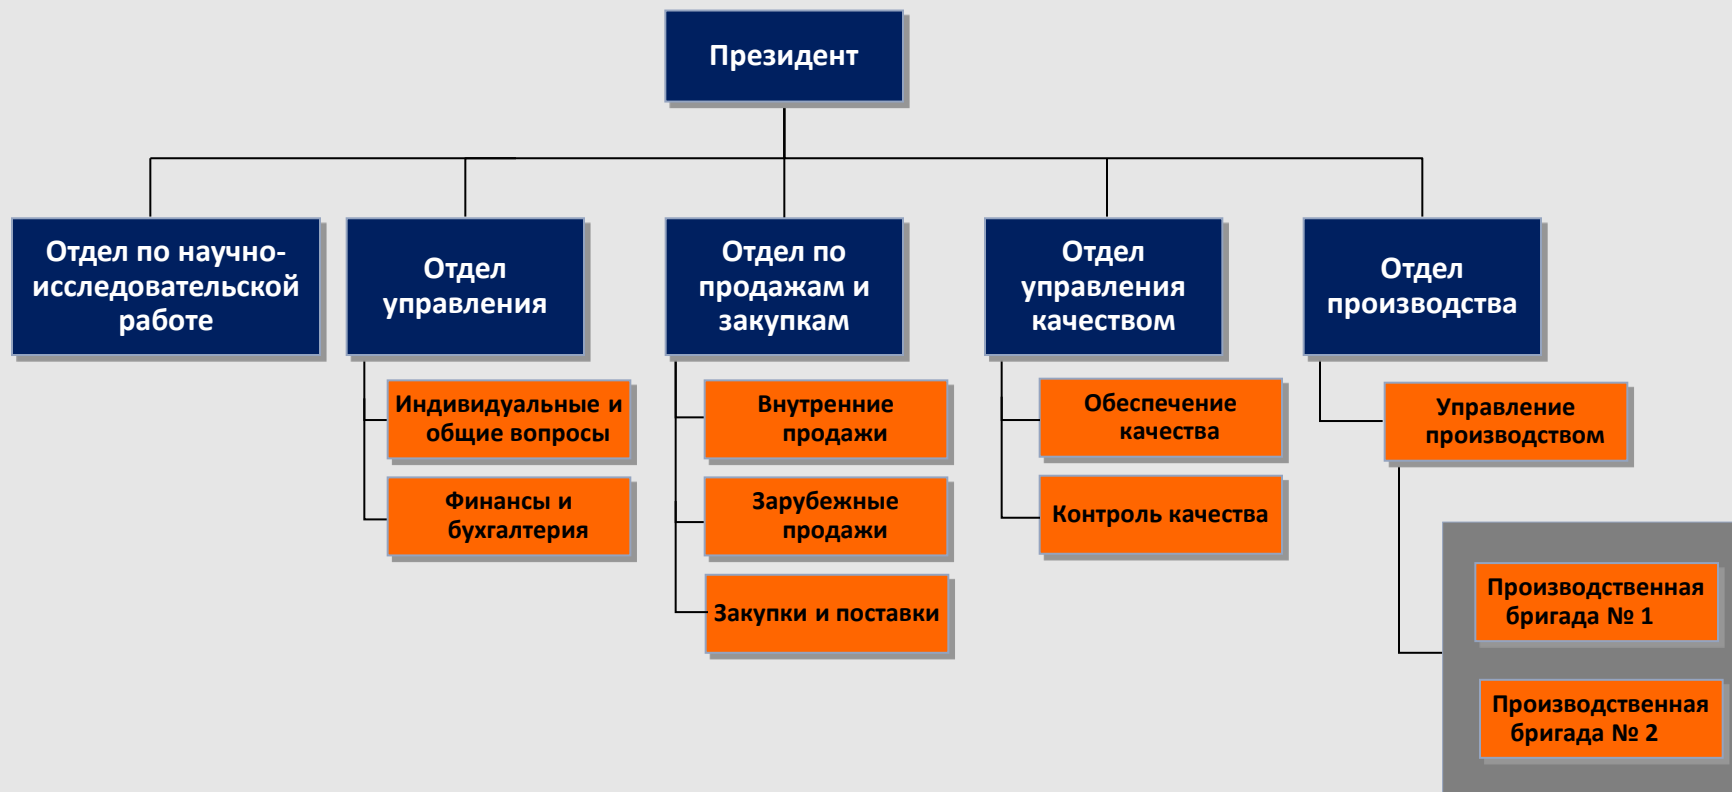 Президент
Отдел по научно-
исследовательской
работе
Отдел
управления
Отдел по
продажам и
закупкам
Отдел
управления
качеством
Отдел
производства
Индивидуальные и
общие вопросы
Финансы и
бухгалтерия
Внутренние
продажи
Зарубежные
продажи
Закупки и поставки
Обеспечение
качества
Контроль качества
Управление
производством
Производственная
бригада № 1
Производственная
бригада № 2